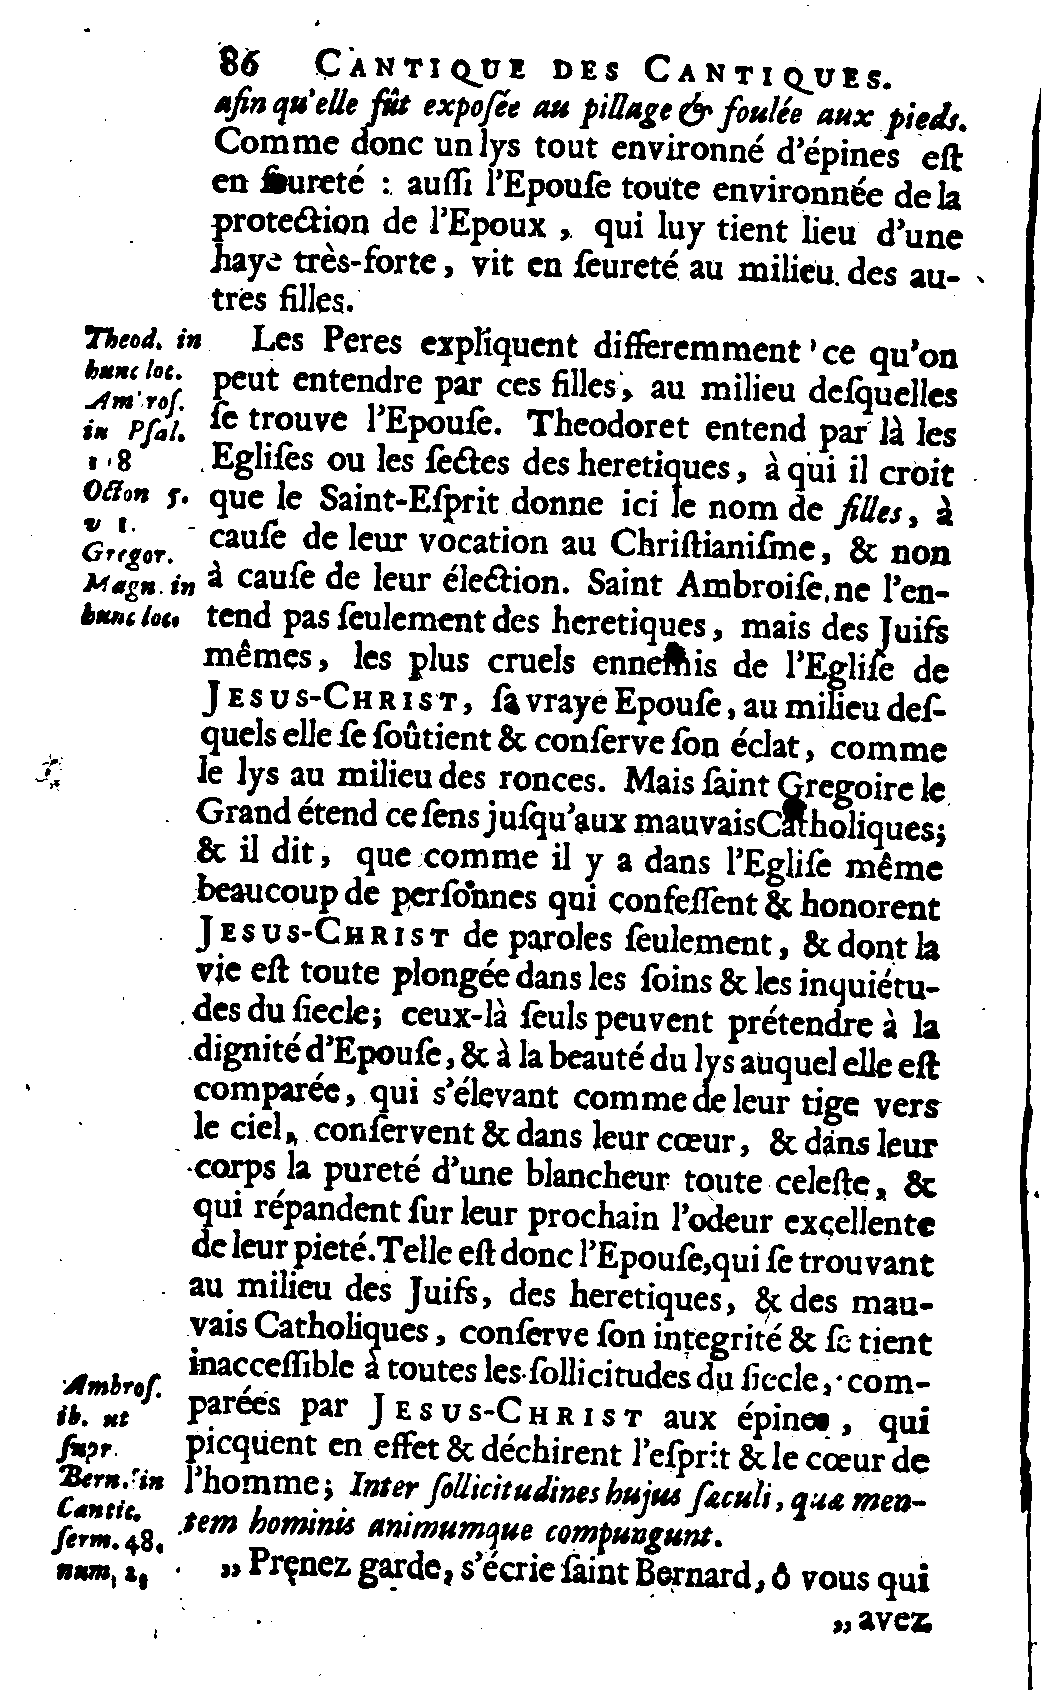 86 CANTIQUE DES CANTIQUES.
afin qu'elle fût exposée au pillage & foulée aux pieds.
Comme donc un lys tout environné d'épines eſt
en ſeureté : auſſi l'Epouſe toute environnée de la
protection de l'Epoux, qui luy tient lieu d'une
haye très-forte, vit en ſeureté au milieu des au-
tres filles.
Les Peres expliquent differemment ce qu'on
peut entendre par ces filles, au milieu deſquelles
ſe trouve l'Epouſe. Theodoret entend par là les
Egliſes ou les ſectes des heretiques, à qui il croit
que le Saint-Eſprit donne ici le nom de filles, à
cauſe de leur vocation au Chriſtianiſme, & non
à cauſe de leur élection. Saint Ambroiſe ne l'en-
tend pas ſeulement des heretiques, mais des Juifs
mêmes, les plus cruels ennemis de l'Egliſe de
JESUS-CHRIST, ſa vraye Epouſe, au milieu deſ-
quels elle ſe ſoûtient & conſerve ſon éclat, comme
le lys au milieu des ronces. Mais ſaint Gregoire le
Grand étend ce ſens juſqu'aux mauvais Catholiques;
& il dit, que comme il y a dans l'Egliſe même
beaucoup de perſonnes qui confeſſent & honorent
JESUS-CHRIST de paroles ſeulement, & dont la
vie eſt toute plongée dans les ſoins & les inquiétu-
des du ſiecle; ceux-là ſeuls peuvent prétendre à la
dignité d'Epouſe, & à la beauté du lys auquel elle eſt
comparée, qui s'élevant comme de leur tige vers
le ciel, conſervent & dans leur cœur, & dans leur
corps la pureté d'une blancheur toute celeſte, &
qui répandent ſur leur prochain l'odeur excellente
de leur pieté. Telle eſt donc l'Epouſe, qui ſe trouvant
au milieu des Juifs, des heretiques, & des mau-
vais Catholiques, conſerve ſon integrité & ſe tient
inacceſſible à toutes les ſollicitudes du ſiecle, com-
parées par JESUS-CHRIST aux épines, qui
picquent en effet & déchirent l'eſprit & le cœur de
l'homme; Inter ſollicitudines hujus ſæculi, quæ men-
tem hominis animumque compungunt.
„ Prenez garde, s'écrie ſaint Bernard, ô vous qui
„ avez
Theod. in
hunc loc.
Ambroſ.
in Pſal.
118
Octon 5.
v 1.
Gregor.
Magn. in
hunc loc.
Ambroſ.
ib. ut
ſupr.
Bern. in
Cantic.
ſerm. 48.
num. 2.